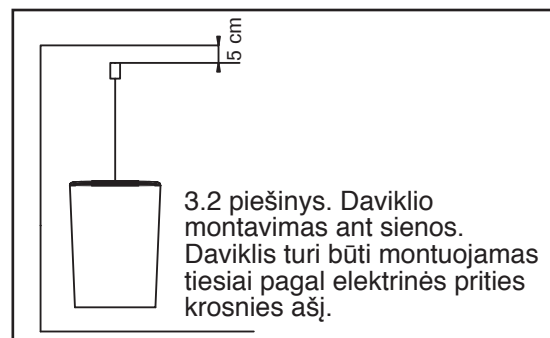 5 cm
3.2 piešinys. Daviklio
montavimas ant sienos.
Daviklis turi būti montuojamas
tiesiai pagal elektrinės prities
krosnies ašį.